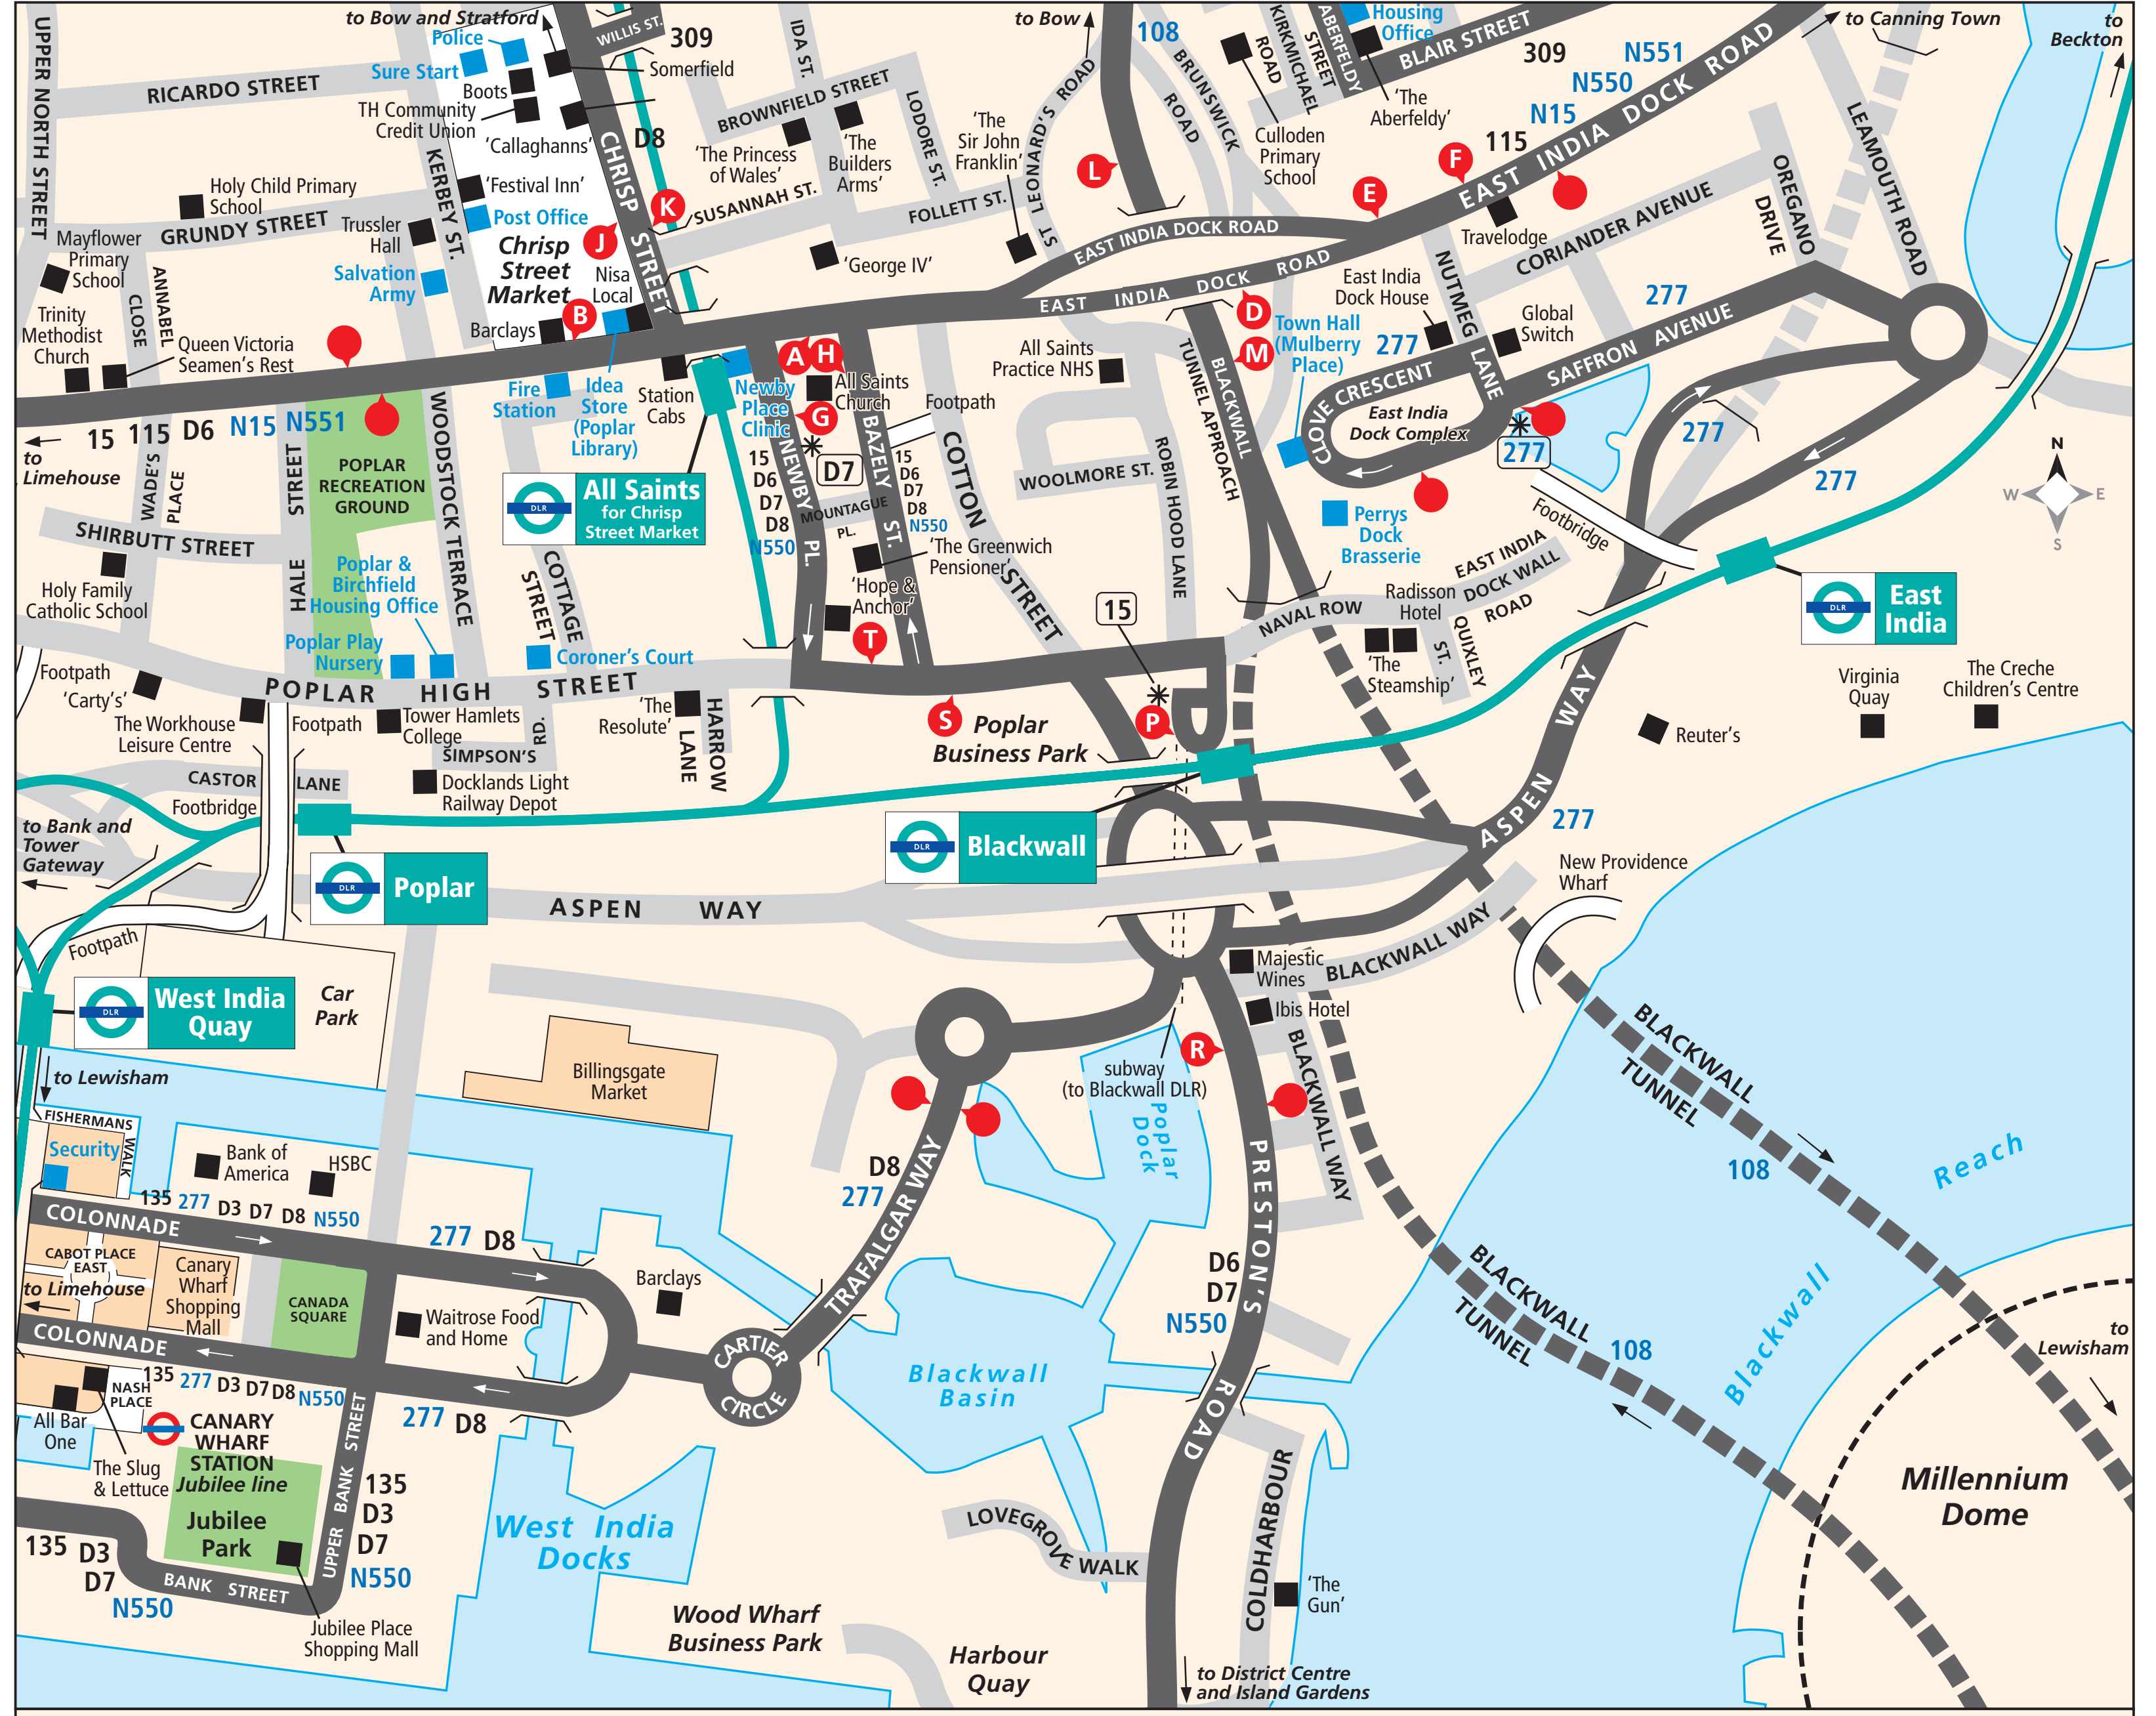 to Bow and Stratford
Police
Sure Start
Boots
TH Community
Credit Union
'Callaghanns'
Somerfield
WILLIS ST.
309
D8
IDA ST.
BROWNFIELD STREET
LODORE ST.
'The Princess
of Wales'
'The
Builders
Arms'
'The
Sir John
Franklin'
to Bow
108
ST LEONARD'S ROAD
BRUNSWICK
ROAD
KIRKMICHAEL
ROAD
ABERFELDY
STREET
Housing
Office
BLAIR STREET
Culloden
Primary
School
'The
Aberfeldy'
309
N551
N550
N15
115
EAST INDIA DOCK ROAD
to Canning Town
to
Beckton
UPPER NORTH STREET
RICARDO STREET
KERBY ST.
CHRISP STREET
'Festival Inn'
Post Office
Holy Child Primary
School
GRUNDY STREET
Trussler
Hall
Salvation
Army
Chrisp
Street
Market
Nisa
Local
Barclays
J
K
B
L
F
E
SUSANNAH ST.
FOLLETT ST.
'George IV'
Mayflower
Primary
School
ANNABEL
CLOSE
Trinity
Methodist
Church
Queen Victoria
Seamen's Rest
EAST INDIA DOCK ROAD
EAST INDIA DOCK ROAD
Travelodge
CORIANDER AVENUE
OREGANO
DRIVE
LEAMOUTH ROAD
East India
Dock House
NUTMEG LANE
Global
Switch
277
SAFFRON AVENUE
D
M
Town Hall
(Mulberry
Place)
277
CLOVE CRESCENT
East India
Dock Complex
277
277
277
15 115 D6 N15 N551
to
Limehouse
WADE'S
PLACE
SHIRBUTT STREET
HALE STREET
POPLAR
RECREATION
GROUND
WOODSTOCK TERRACE
Fire
Station
Idea
Store
(Poplar
Library)
Station
Cabs
Newby
Place
Clinic
A
H
G
All Saints
Church
Footpath
D7
DLR
All Saints
for Chrisp
Street Market
15
D6
D7
D8
N550
NEWBY PL.
BAZELY ST.
15
D6
D7
D8
N550
MOUNTAGUE
PL.
'The Greenwich
Pensioner'
'Hope &
Anchor'
T
COTTON STREET
All Saints
Practice NHS
WOOLMORE ST.
ROBIN HOOD LANE
BLACKWALL
TUNNEL APPROACH
Perrys
Dock
Brasserie
Footbridge
EAST INDIA
DOCK WALL
ROAD
NAVAL ROW
Radisson
Hotel
'The
Steamship'
QUIXLEY
ST.
N
W
E
S
DLR
East
India
Holy Family
Catholic School
Poplar &
Birchfield
Housing Office
Poplar Play
Nursery
COTTAGE
STREET
Coroner's Court
Footpath
'Carty's'
The Workhouse
Leisure Centre
POPLAR HIGH STREET
Footpath
Tower Hamlets
College
SIMPSON'S
RD.
'The
Resolute'
HARROW
LANE
S
Poplar
Business Park
15
P
Virginia
Quay
The Creche
Children's Centre
Reuter's
CASTOR LANE
Footbridge
Docklands Light
Railway Depot
to Bank and
Tower
Gateway
DLR
Poplar
DLR
Blackwall
ASPEN WAY
277
ASPEN WAY
New Providence
Wharf
Footpath
DLR
West India
Quay
Car
Park
to Lewisham
Billingsgate
Market
Majestic
Wines
BLACKWALL WAY
Ibis Hotel
R
subway
(to Blackwall DLR)
BLACKWALL WAY
Poplar
Dock
BLACKWALL
TUNNEL
108
Reach
FISHERMANS
WALK
Security
Bank of
America
HSBC
135 277 D3 D7 D8 N550
COLONNADE
277 D8
CABOT PLACE
EAST
to Limehouse
Canary
Wharf
Shopping
Mall
CANADA
SQUARE
Waitrose Food
and Home
Barclays
D8
277
TRAFALGAR WAY
CARTIER
CIRCLE
PRESTON'S ROAD
D6
D7
N550
BLACKWALL
TUNNEL
108
Blackwall
to
Lewisham
COLONNADE
135 277 D3 D7 D8 N550
277 D8
NASH
PLACE
All Bar
One
The Slug
& Lettuce
CANARY
WHARF
STATION
Jubilee line
Jubilee
Park
UPPER BANK STREET
135
D3
D7
N550
135
D3
D7
N550
BANK STREET
Jubilee Place
Shopping Mall
West India
Docks
Blackwall
Basin
LOVEGROVE WALK
COLDHARBOUR
'The
Gun'
Wood Wharf
Business Park
Harbour
Quay
to District Centre
and Island Gardens
Millennium
Dome